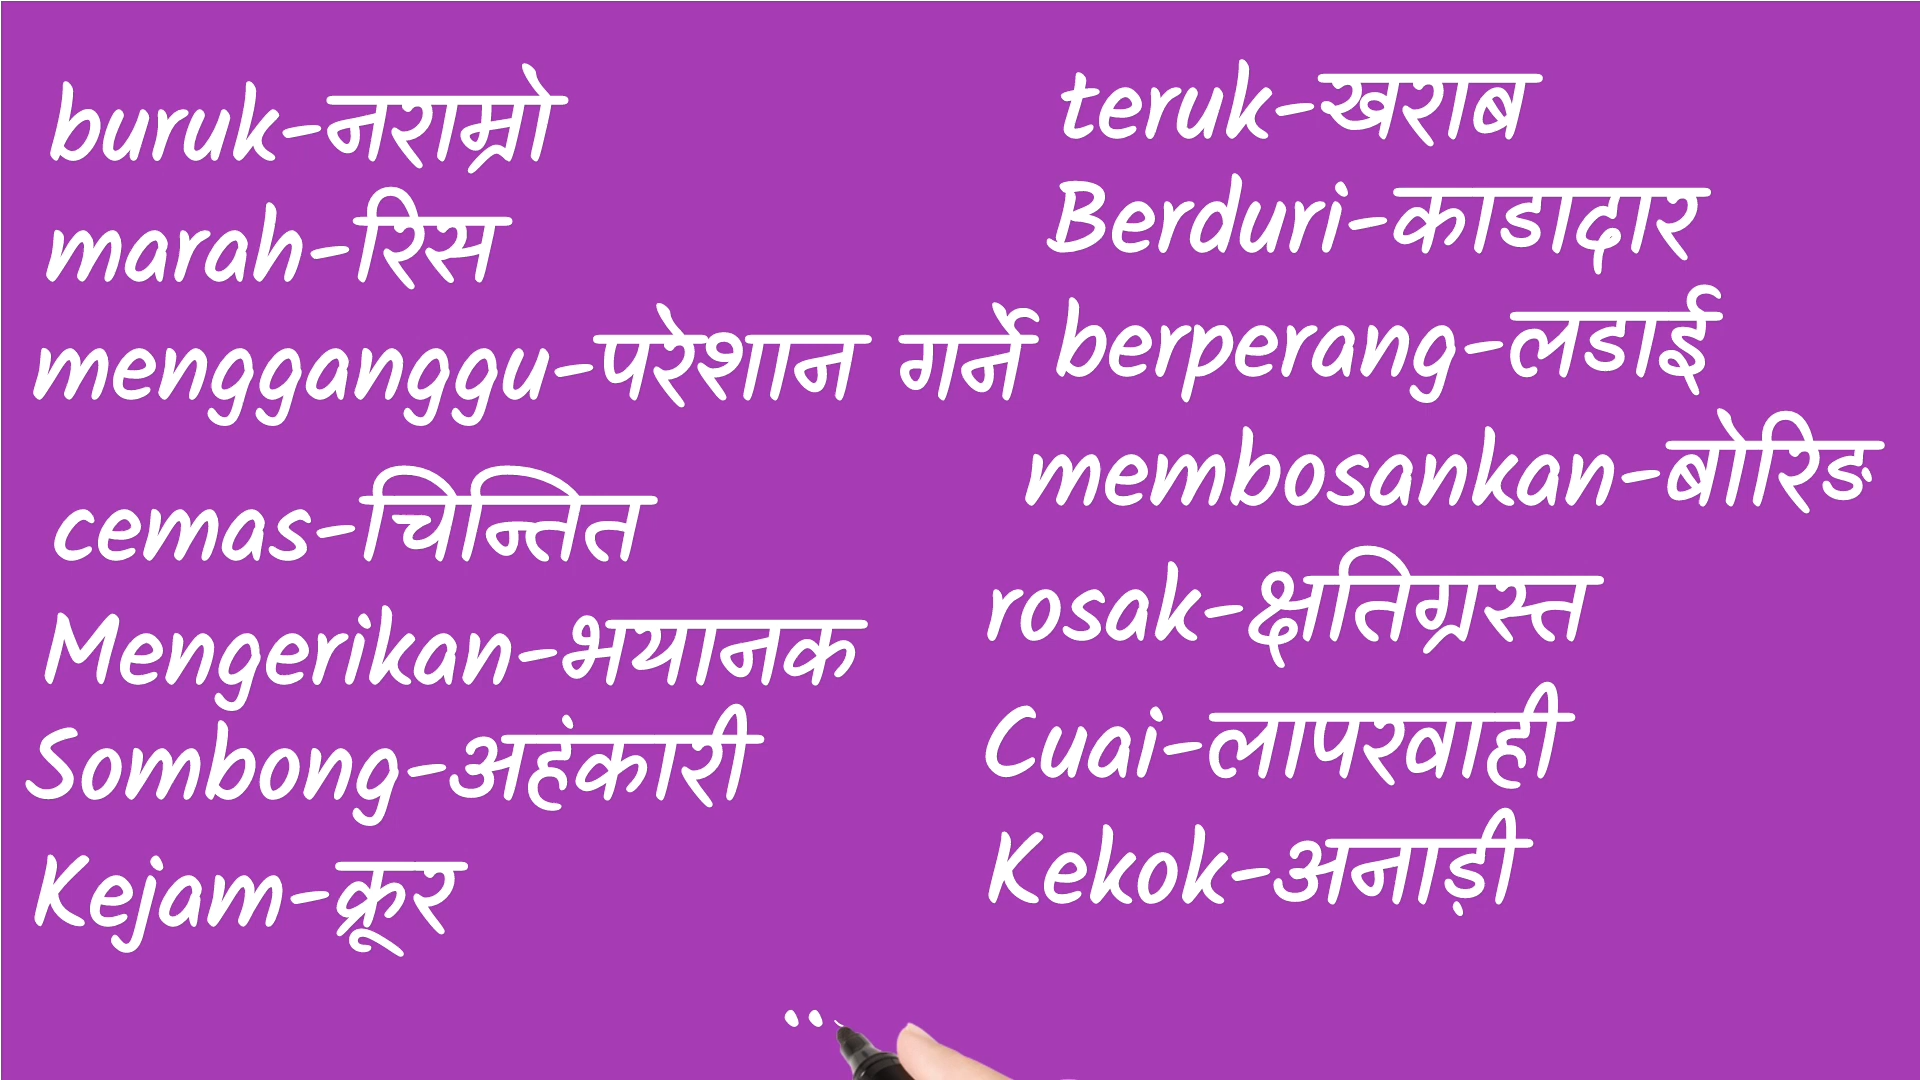 buruk-नराम्रो
marah-रिस
mengganggu-परेशान गर्ने
cemas-चिन्तित
Mengerikan-भयानक
Sombong-अहंकारी
Kejam-क्रूर
teruk-खराब
Berduri-काडादार
berperang-लडाई
membosankan-बोरिङ
rosak-क्षतिग्रस्त
Cuai-लापरवाही
Kekok-अनाड़ी
..